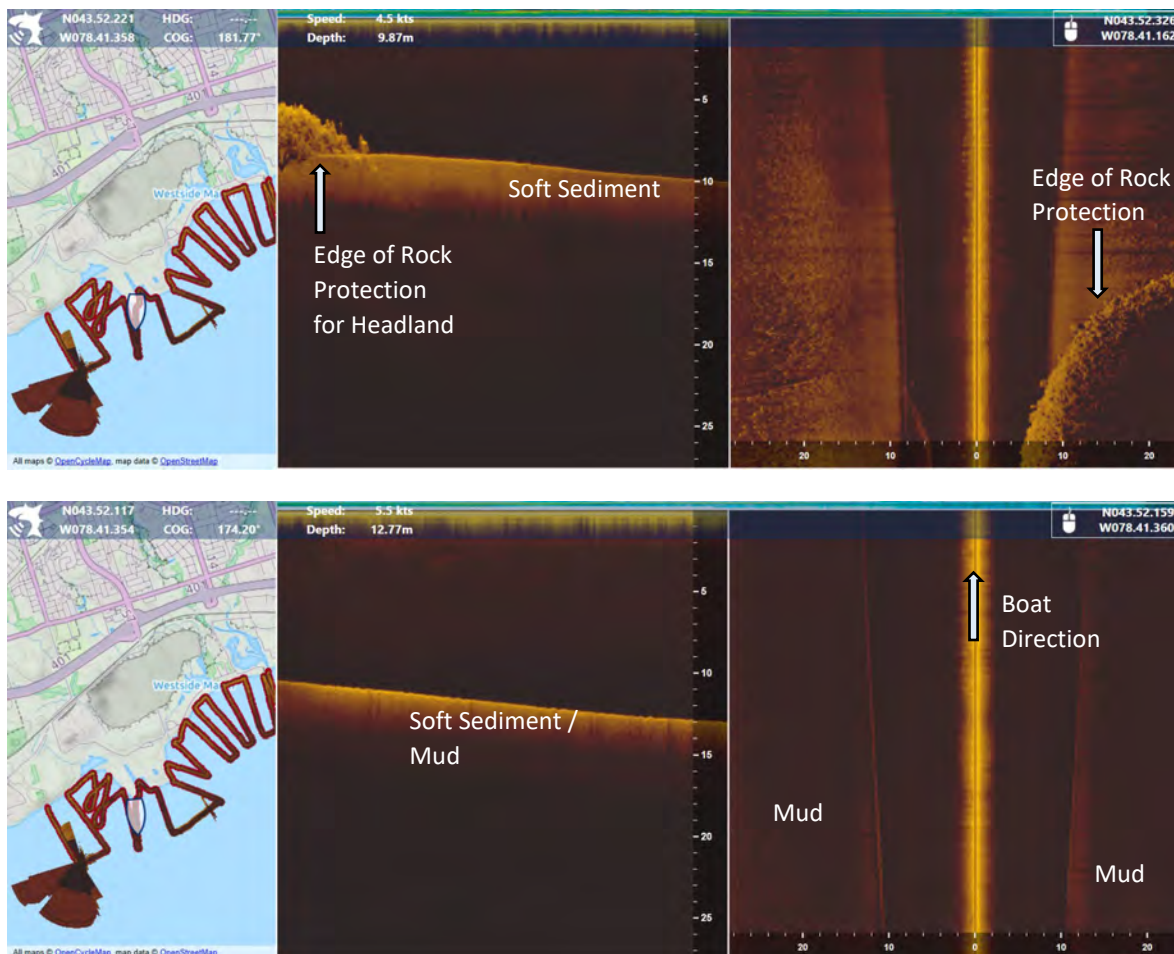 N043.52.221 HDG: ---.--
W078.41.358 COG: 181.77°
Speed: 4.5 kts
Depth: 9.87m
N043.52.326
W078.41.162
401
Westside Ma
401
All maps © OpenCycleMap, map data © OpenStreetMap
Edge of Rock
Protection
for Headland
Soft Sediment
5
10
15
20
25
Edge of Rock
Protection
20 10 0 10 20
N043.52.117 HDG: ---.--
W078.41.354 COG: 174.20°
Speed: 5.5 kts
Depth: 12.77m
N043.52.159
W078.41.360
401
Westside Ma
401
All maps © OpenCycleMap, map data © OpenStreetMap
Soft Sediment /
Mud
5
10
15
20
25
Boat
Direction
Mud
Mud
20 10 0 10 20